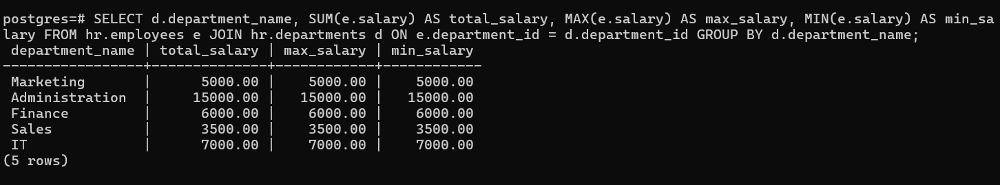 postgres=# SELECT d.department_name, SUM(e.salary) AS total_salary, MAX(e.salary) AS max_salary, MIN(e.salary) AS min_sa
lary FROM hr.employees e JOIN hr.departments d ON e.department_id = d.department_id GROUP BY d.department_name;
 department_name | total_salary | max_salary | min_salary
-----------------+--------------+------------+------------
 Marketing       |      5000.00 |    5000.00 |    5000.00
 Administration  |     15000.00 |   15000.00 |   15000.00
 Finance         |      6000.00 |    6000.00 |    6000.00
 Sales           |      3500.00 |    3500.00 |    3500.00
 IT              |      7000.00 |    7000.00 |    7000.00
(5 rows)